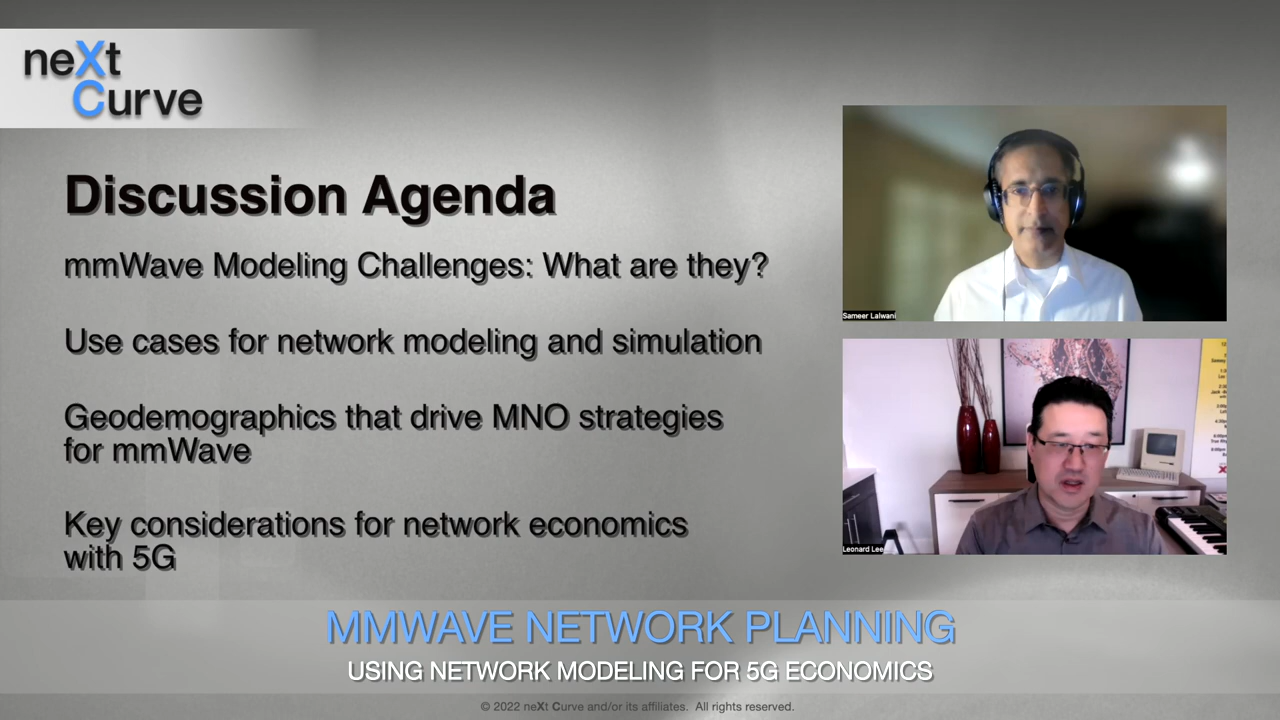 neXt
Curve
Discussion Agenda
mmWave Modeling Challenges: What are they?
Use cases for network modeling and simulation
Geodemographics that drive MNO strategies
for mmWave
Key considerations for network economics
with 5G
Sameer Lalwani
Leonard Lee
MMWAVE NETWORK PLANNING
USING NETWORK MODELING FOR 5G ECONOMICS
© 2022 neXt Curve and/or its affiliates. All rights reserved.